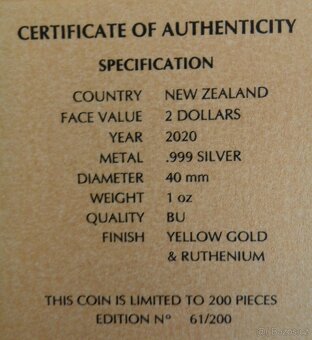 CERTIFICATE OF AUTHENTICITY
SPECIFICATION
COUNTRY NEW ZEALAND
FACE VALUE 2 DOLLARS
YEAR 2020
METAL .999 SILVER
DIAMETER 40 mm
WEIGHT 1 oz
QUALITY BU
FINISH YELLOW GOLD
& RUTHENIUM
THIS COIN IS LIMITED TO 200 PIECES
EDITION Nº 61/200